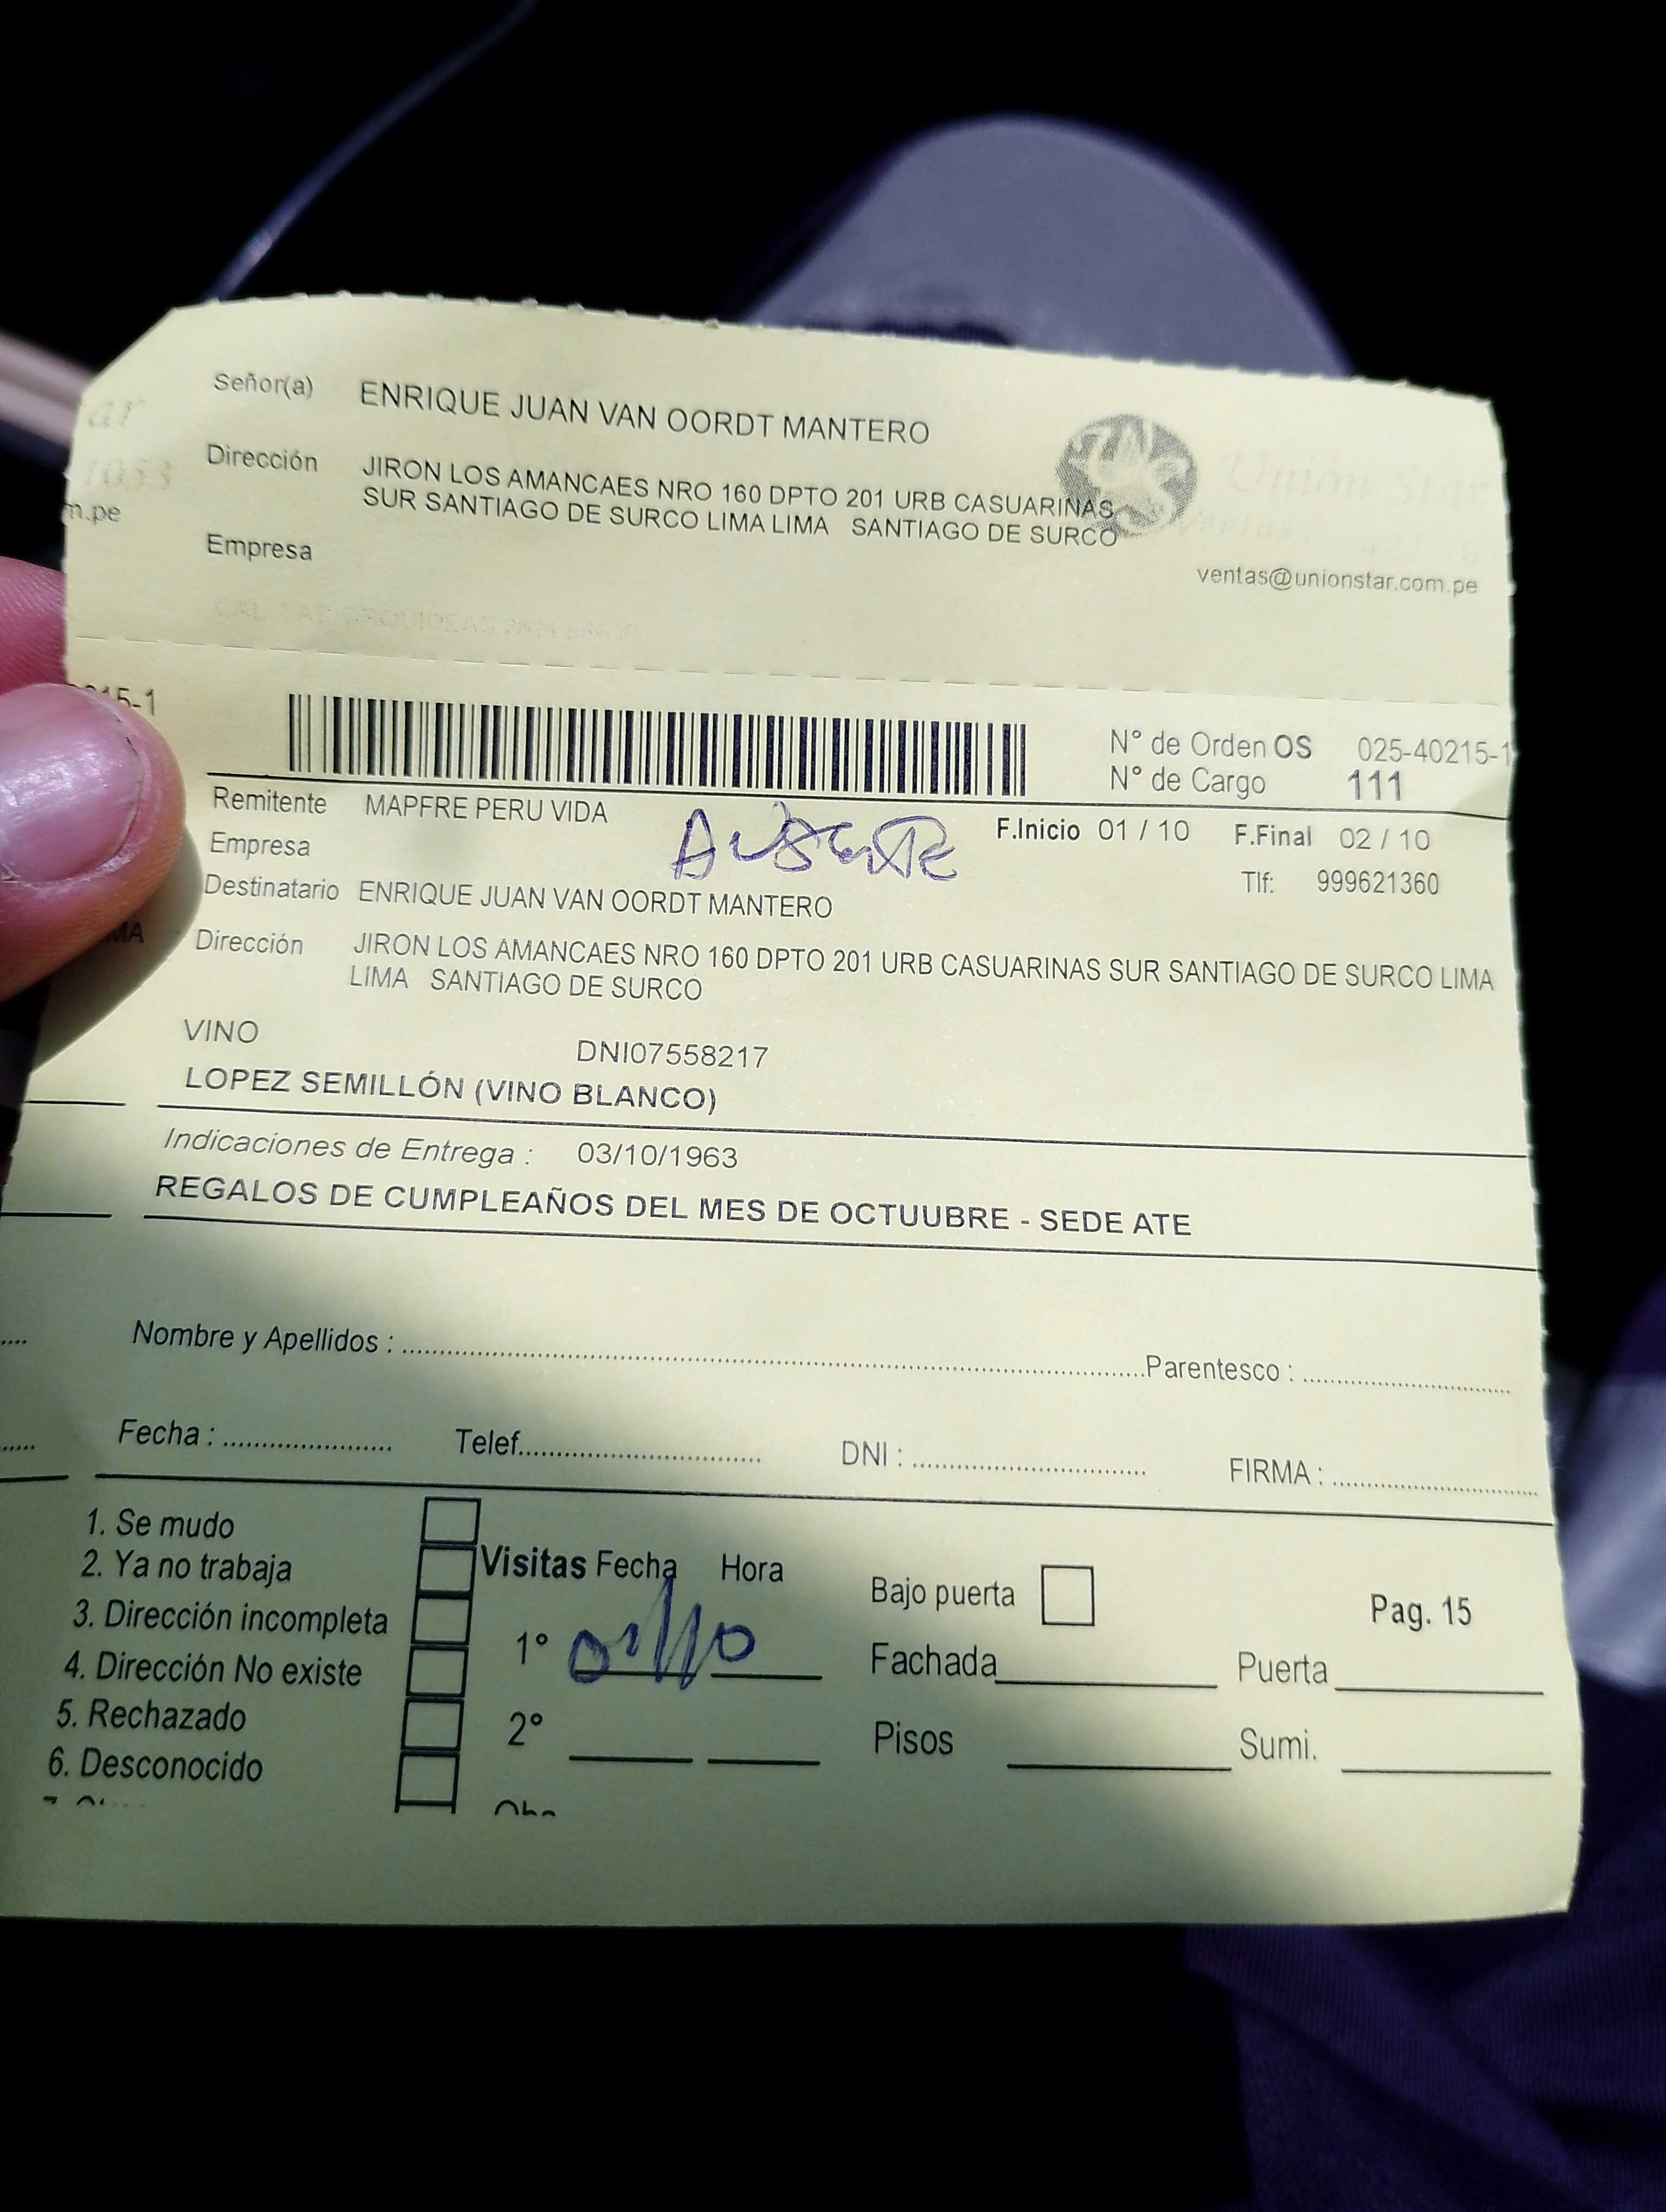 Señor(a) ENRIQUE JUAN VAN OORDT MANTERO
Dirección JIRON LOS AMANCAES NRO 160 DPTO 201 URB CASUARINAS
SUR SANTIAGO DE SURCO LIMA LIMA SANTIAGO DE SURCO
Unión Star
Ventas.
m.pe
Empresa
ventas@unionstar.com.pe
5-1
N° de Orden OS 025-40215-1
N° de Cargo 111
Remitente MAPFRE PERU VIDA
AUSENTE
F.Inicio 01 / 10 F.Final 02 / 10
Empresa
Tlf: 999621360
Destinatario ENRIQUE JUAN VAN OORDT MANTERO
MA
Dirección JIRON LOS AMANCAES NRO 160 DPTO 201 URB CASUARINAS SUR SANTIAGO DE SURCO LIMA
LIMA SANTIAGO DE SURCO
VINO DNI07558217
LOPEZ SEMILLÓN (VINO BLANCO)
Indicaciones de Entrega : 03/10/1963
REGALOS DE CUMPLEAÑOS DEL MES DE OCTUUBRE - SEDE ATE
Nombre y Apellidos : Parentesco :
Fecha : Telef. DNI : FIRMA :
1. Se mudo
2. Ya no trabaja
3. Dirección incompleta
4. Dirección No existe
5. Rechazado
6. Desconocido
Visitas Fecha Hora
1° 01/10
2°
Bajo puerta
Pag. 15
Fachada Puerta
Pisos Sumi.